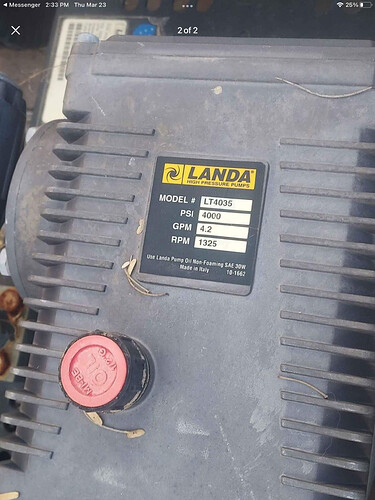 Messenger 2:33 PM Thu Mar 23
25%
2 of 2
LANDA®
HIGH PRESSURE PUMPS
MODEL # LT4035
PSI 4000
GPM 4.2
RPM 1325
Use Landa Pump Oil Non-Foaming SAE 30W
Made in Italy 10-1662
OIL